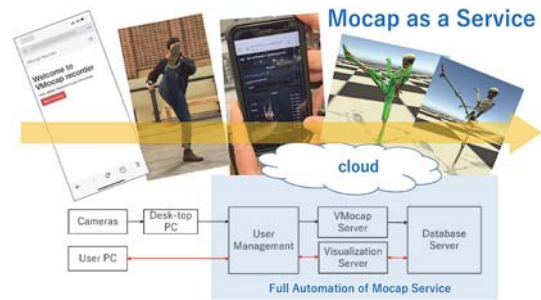 Mocap as a Service
Welcome to
VMocap recorder
cloud
Cameras
Desk-top
PC
User PC
User
Management
VMocap
Server
Visualization
Server
Database
Server
Full Automation of Mocap Service